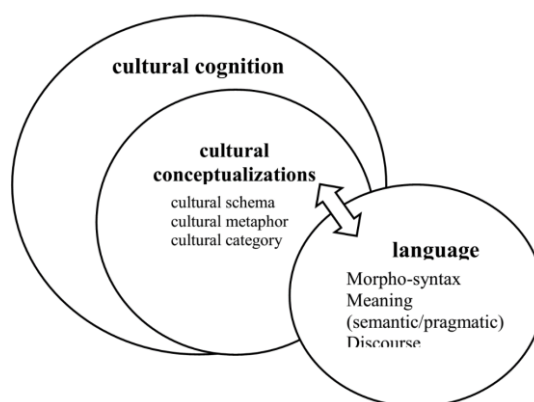 cultural cognition
cultural
conceptualizations
cultural schema
cultural metaphor
cultural category
language
Morpho-syntax
Meaning
(semantic/pragmatic)
Discourse